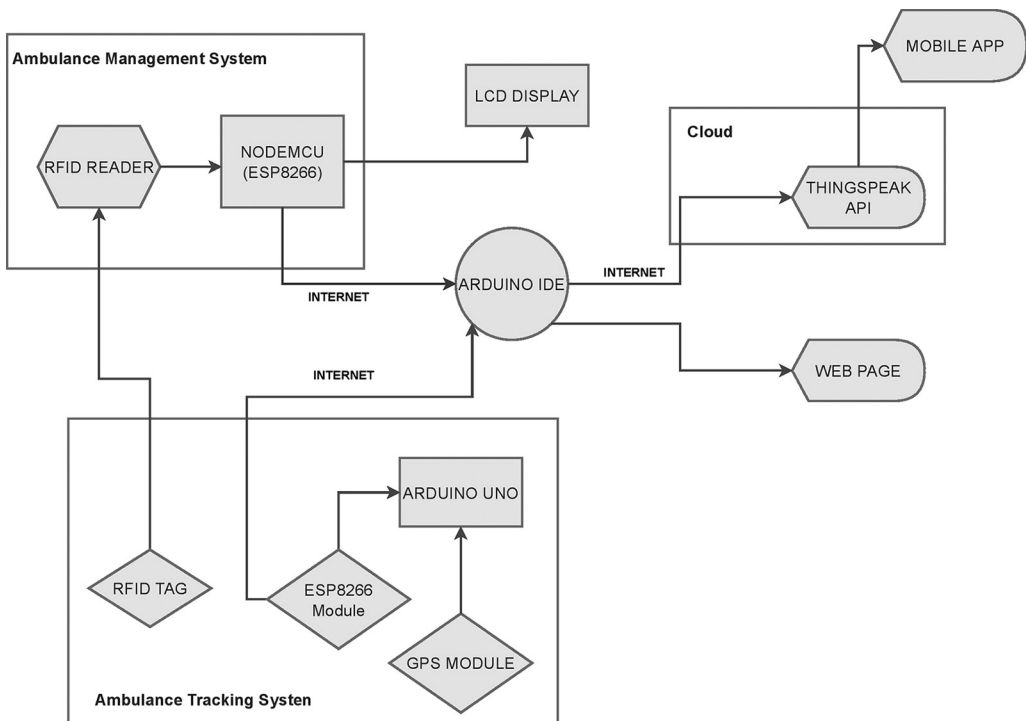 MOBILE APP
Ambulance Management System
LCD DISPLAY
Cloud
RFID READER
NODEMCU
(ESP8266)
THINGSPEAK
API
INTERNET
ARDUINO IDE
INTERNET
INTERNET
WEB PAGE
ARDUINO UNO
RFID TAG
ESP8266
Module
GPS MODULE
Ambulance Tracking Systen